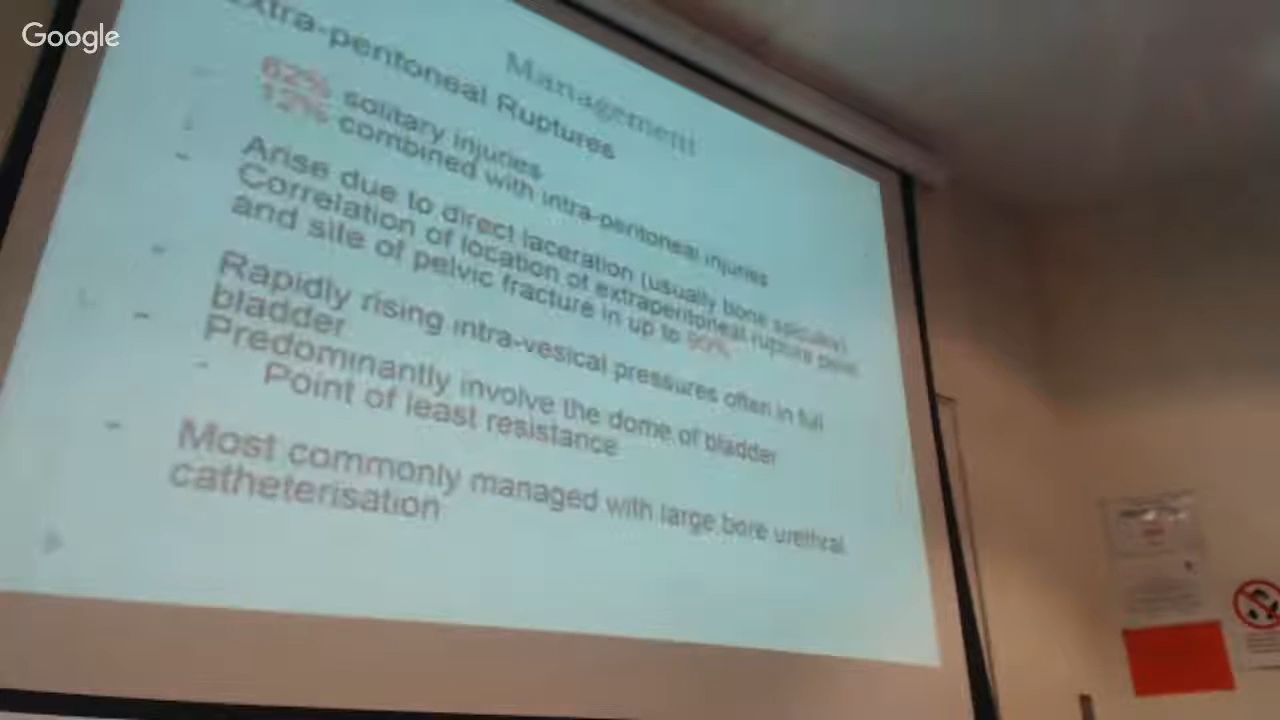 Google
Management
Extra-peritoneal Ruptures
62% solitary injuries
12% combined with intra-peritoneal injuries
- Arise due to direct laceration (usually bone spicule)
Correlation of location of extraperitoneal rupture
and site of pelvic fracture in up to 90%
- Rapidly rising intra-vesical pressures often in full
bladder
- Predominantly involve the dome of bladder
- Point of least resistance
- Most commonly managed with large bore urethral
catheterisation